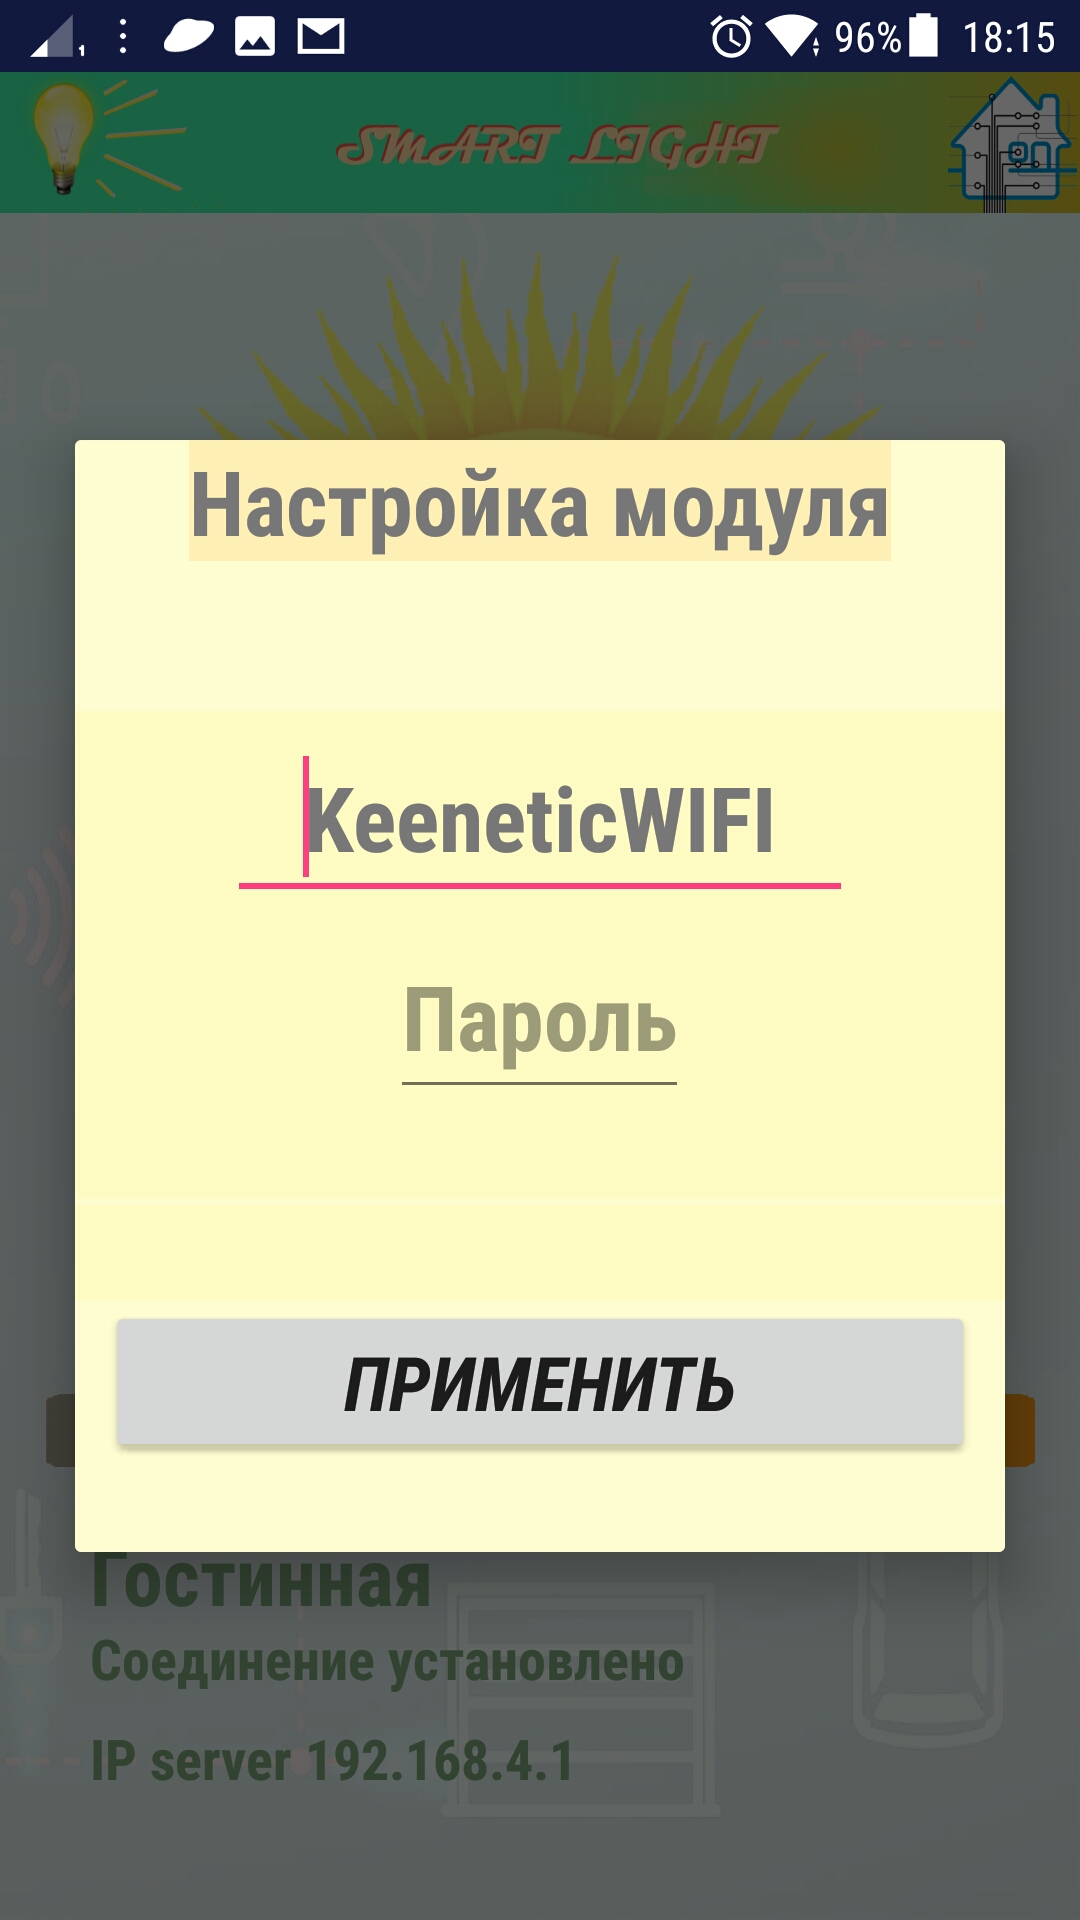 96% 18:15
SMART LIGHT
Настройка модуля
KeeneticWIFI
Пароль
ПРИМЕНИТЬ
Гостинная
Соединение установлено
IP server 192.168.4.1